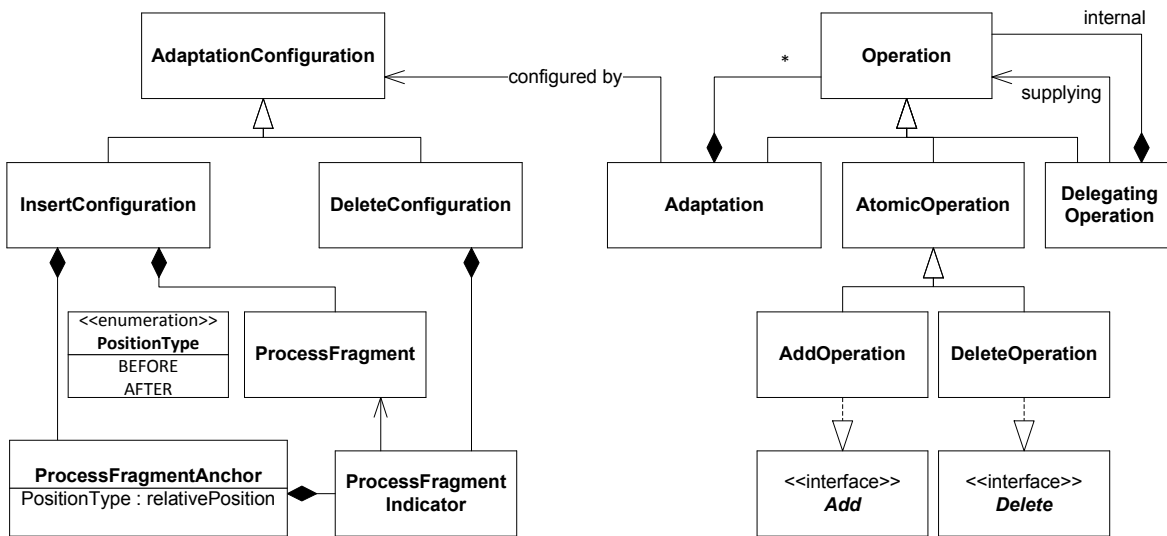 internal
AdaptationConfiguration
configured by
*
Operation
supplying
InsertConfiguration
DeleteConfiguration
Adaptation
AtomicOperation
Delegating
Operation
<<enumeration>>
PositionType
BEFORE
AFTER
ProcessFragment
AddOperation
DeleteOperation
ProcessFragmentAnchor
PositionType : relativePosition
ProcessFragment
Indicator
<<interface>>
Add
<<interface>>
Delete